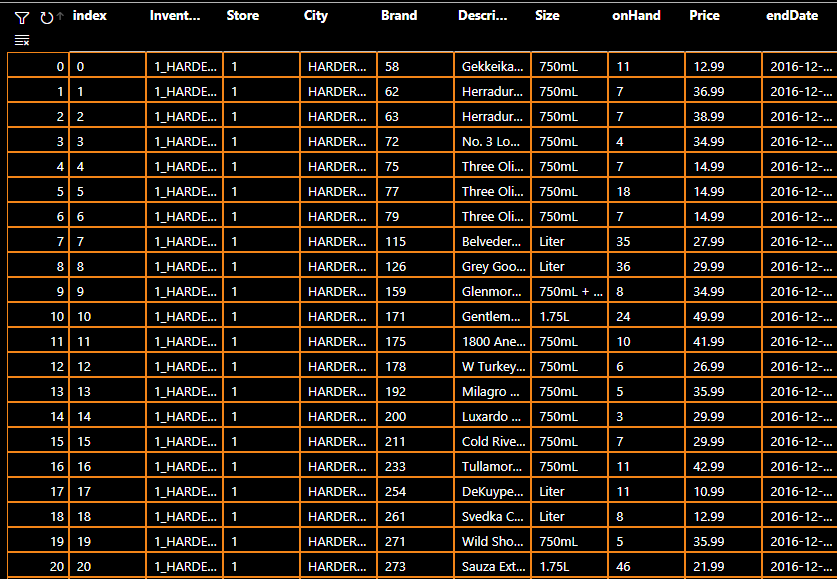 index Invent... Store City Brand Descri... Size onHand Price endDate
0 0 1_HARDE... 1 HARDER... 58 Gekkeika... 750mL 11 12.99 2016-12-...
1 1 1_HARDE... 1 HARDER... 62 Herradur... 750mL 7 36.99 2016-12-...
2 2 1_HARDE... 1 HARDER... 63 Herradur... 750mL 7 38.99 2016-12-...
3 3 1_HARDE... 1 HARDER... 72 No. 3 Lo... 750mL 4 34.99 2016-12-...
4 4 1_HARDE... 1 HARDER... 75 Three Oli... 750mL 7 14.99 2016-12-...
5 5 1_HARDE... 1 HARDER... 77 Three Oli... 750mL 18 14.99 2016-12-...
6 6 1_HARDE... 1 HARDER... 79 Three Oli... 750mL 7 14.99 2016-12-...
7 7 1_HARDE... 1 HARDER... 115 Belveder... Liter 35 27.99 2016-12-...
8 8 1_HARDE... 1 HARDER... 126 Grey Goo... Liter 36 29.99 2016-12-...
9 9 1_HARDE... 1 HARDER... 159 Glenmor... 750mL + ... 8 34.99 2016-12-...
10 10 1_HARDE... 1 HARDER... 171 Gentlem... 1.75L 24 49.99 2016-12-...
11 11 1_HARDE... 1 HARDER... 175 1800 Ane... 750mL 10 41.99 2016-12-...
12 12 1_HARDE... 1 HARDER... 178 W Turkey... 750mL 6 26.99 2016-12-...
13 13 1_HARDE... 1 HARDER... 192 Milagro ... 750mL 5 35.99 2016-12-...
14 14 1_HARDE... 1 HARDER... 200 Luxardo ... 750mL 3 29.99 2016-12-...
15 15 1_HARDE... 1 HARDER... 211 Cold Rive... 750mL 7 29.99 2016-12-...
16 16 1_HARDE... 1 HARDER... 233 Tullamor... 750mL 11 42.99 2016-12-...
17 17 1_HARDE... 1 HARDER... 254 DeKuype... Liter 11 10.99 2016-12-...
18 18 1_HARDE... 1 HARDER... 261 Svedka C... Liter 8 12.99 2016-12-...
19 19 1_HARDE... 1 HARDER... 271 Wild Sho... 750mL 5 35.99 2016-12-...
20 20 1_HARDE... 1 HARDER... 273 Sauza Ext... 1.75L 46 21.99 2016-12-...